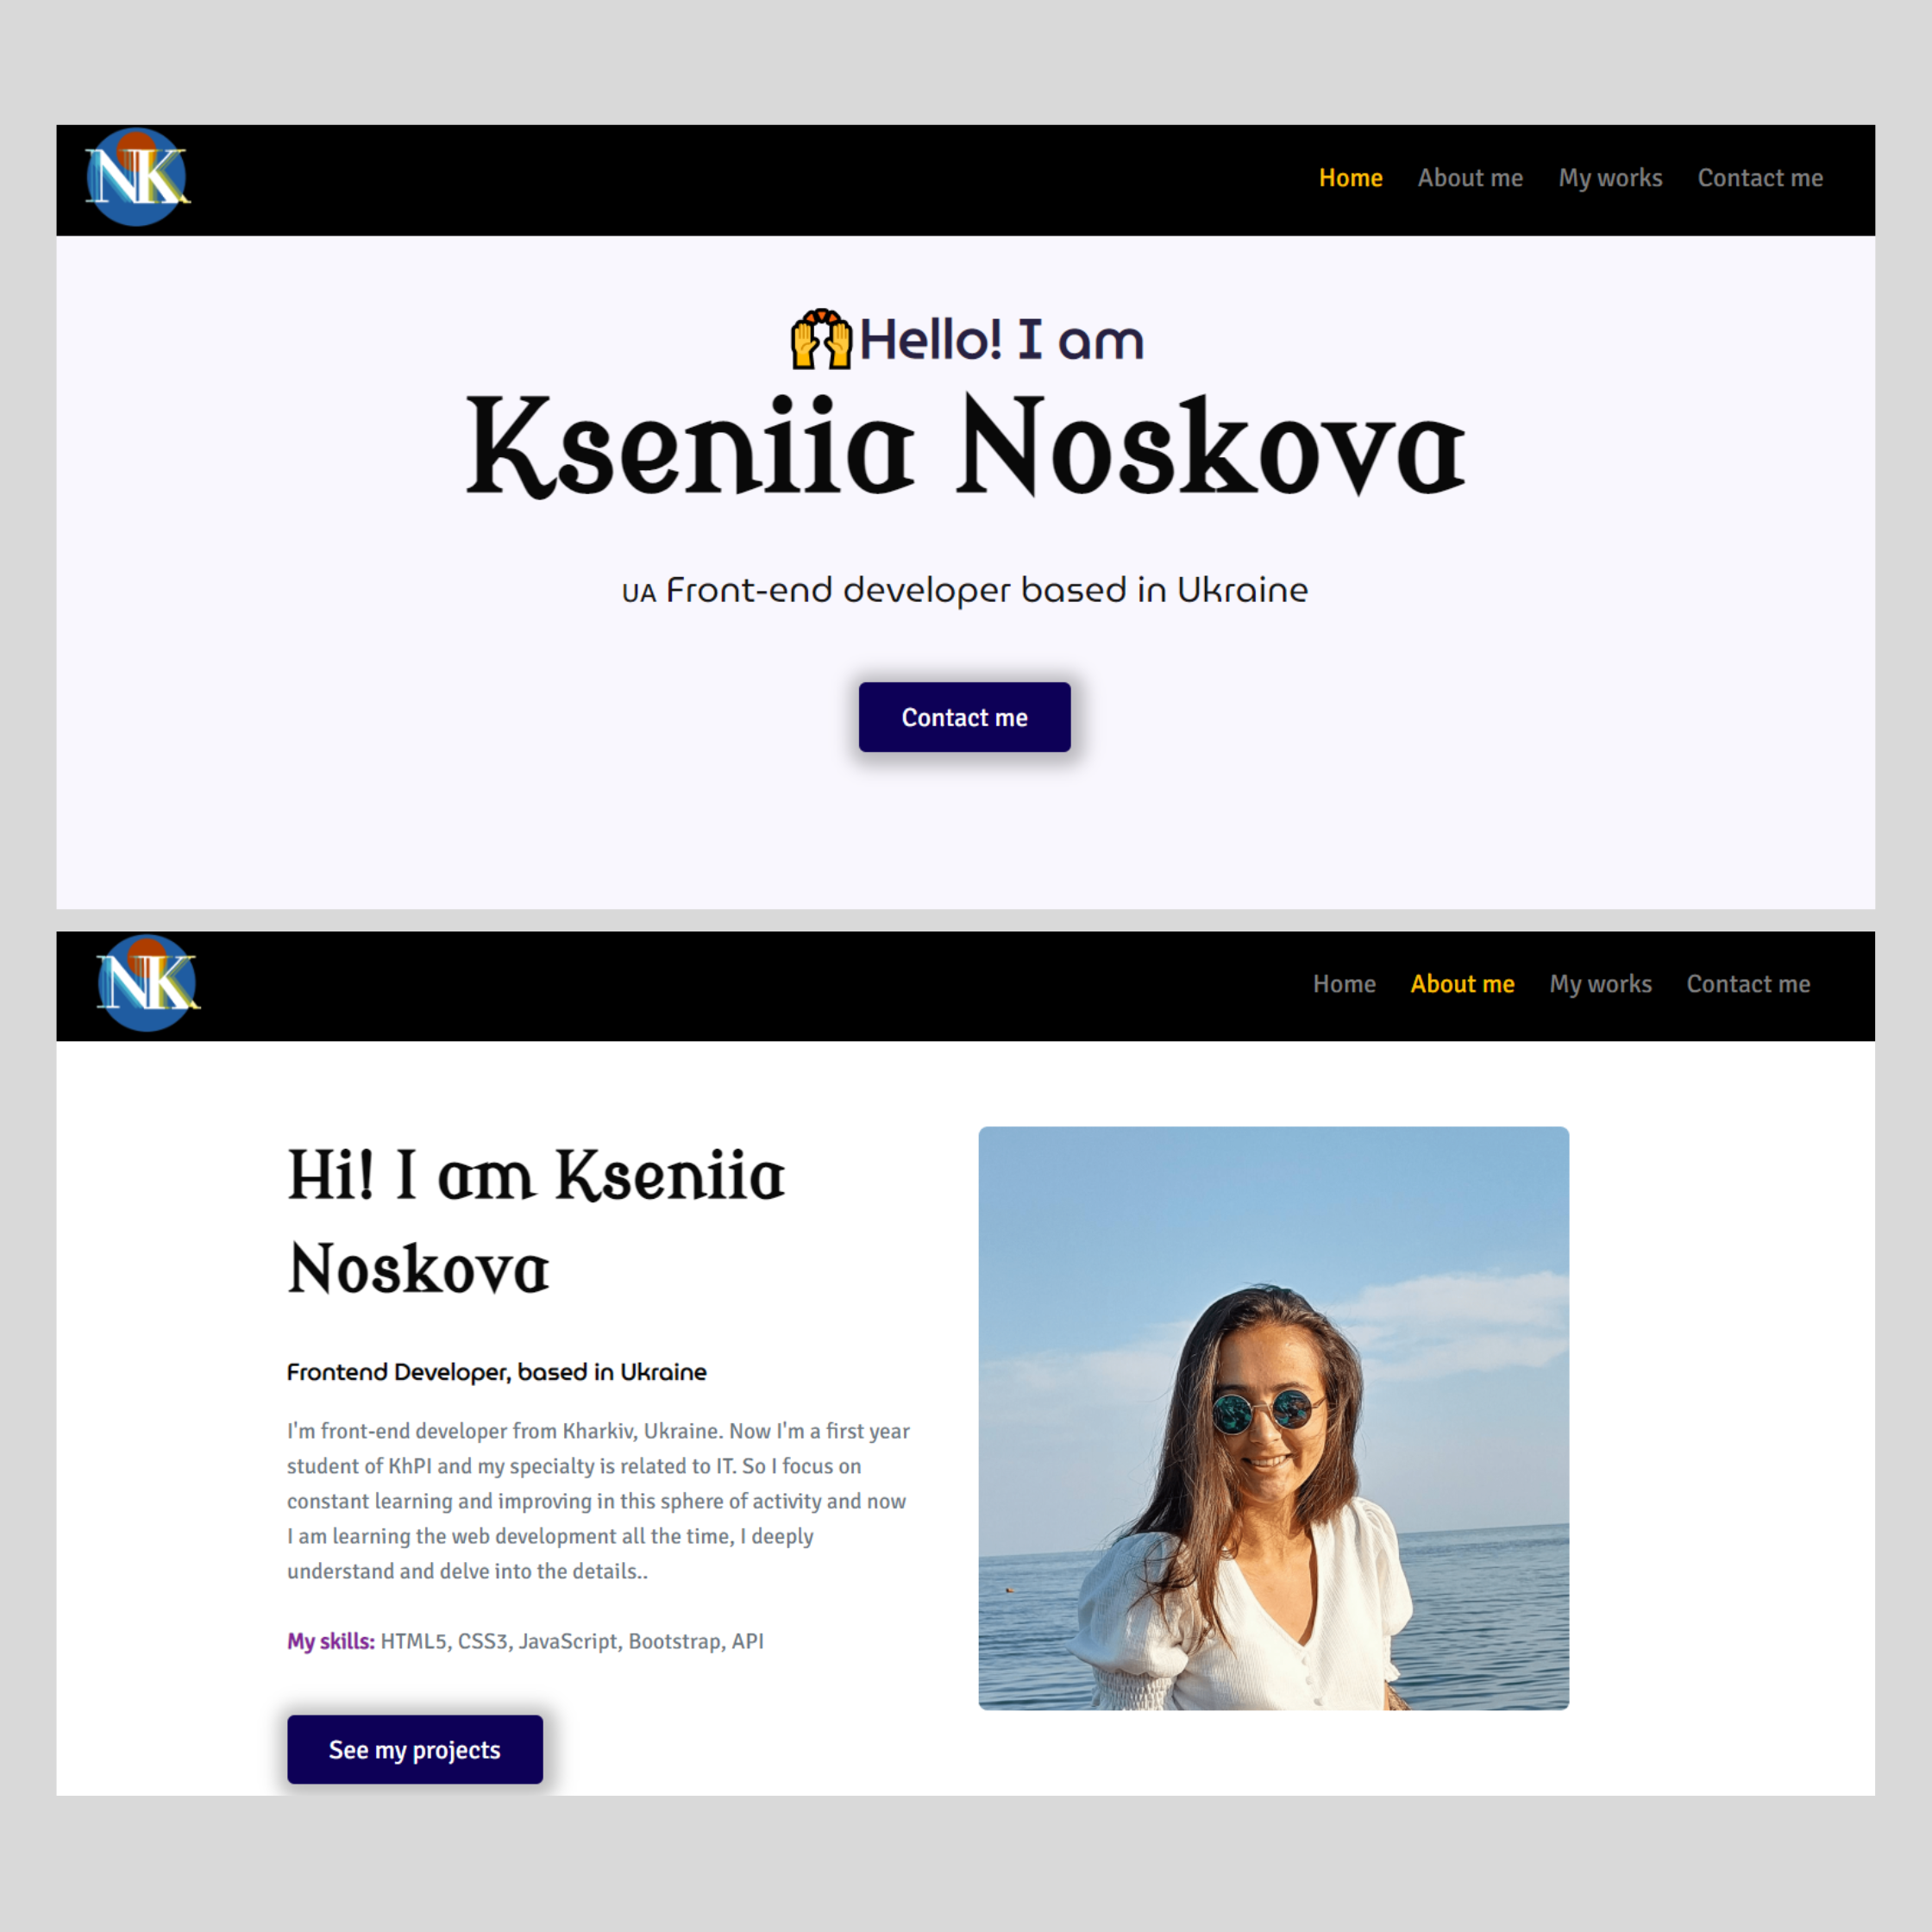 NK
Home About me My works Contact me
🙌Hello! I am
Kseniia Noskova
UA Front-end developer based in Ukraine
Contact me
NK
Home About me My works Contact me
Hi! I am Kseniia
Noskova
Frontend Developer, based in Ukraine
I'm front-end developer from Kharkiv, Ukraine. Now I'm a first year
student of KhPI and my specialty is related to IT. So I focus on
constant learning and improving in this sphere of activity and now
I am learning the web development all the time, I deeply
understand and delve into the details..
My skills: HTML5, CSS3, JavaScript, Bootstrap, API
See my projects